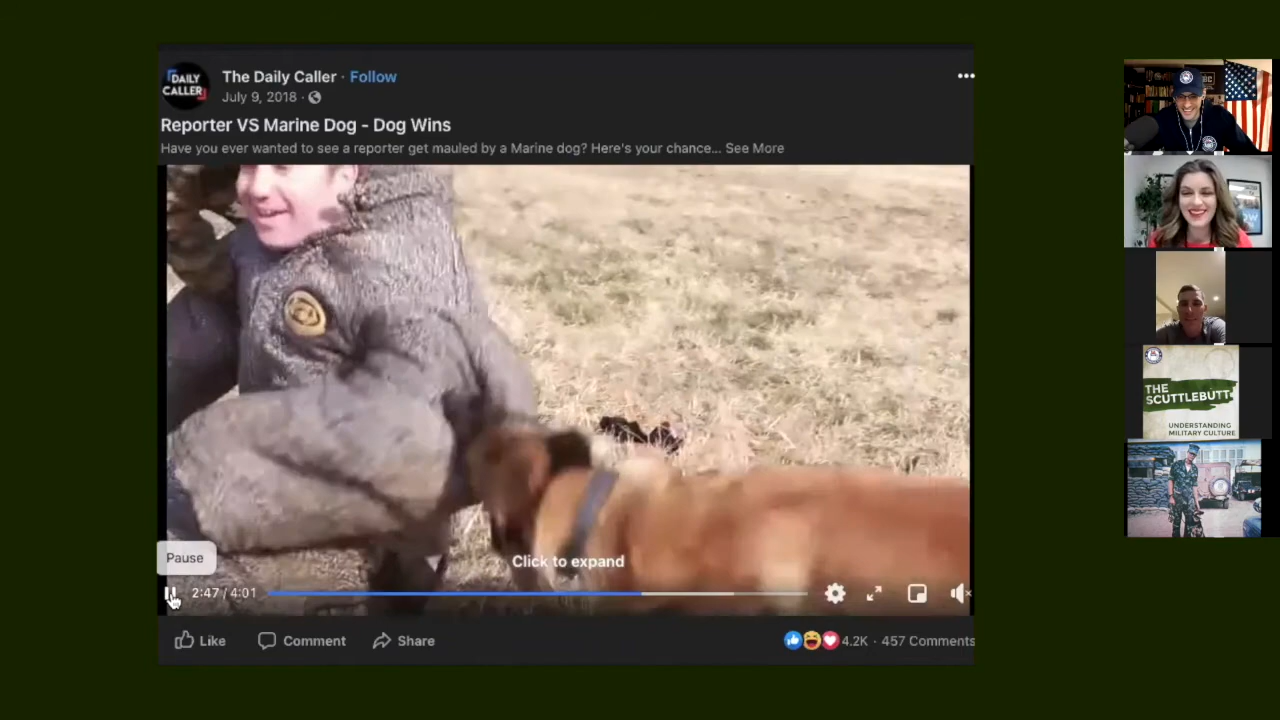 DAILY
CALLER
The Daily Caller · Follow
July 9, 2018 ·
Reporter VS Marine Dog - Dog Wins
Have you ever wanted to see a reporter get mauled by a Marine dog? Here's your chance... See More
Pause
Click to expand
2:47 / 4:01
Like
Comment
Share
4.2K · 457 Comments
THE
SCUTTLEBUTT
UNDERSTANDING
MILITARY CULTURE